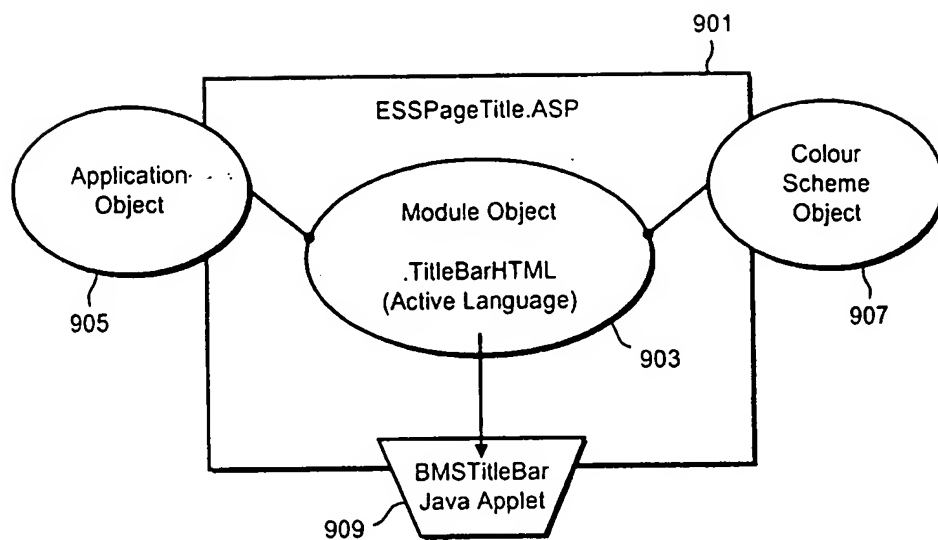 901
ESSPageTitle.ASP
Application
Object
Colour
Scheme
Object
Module Object
.TitleBarHTML
(Active Language)
905
907
903
BMSTitleBar
Java Applet
909